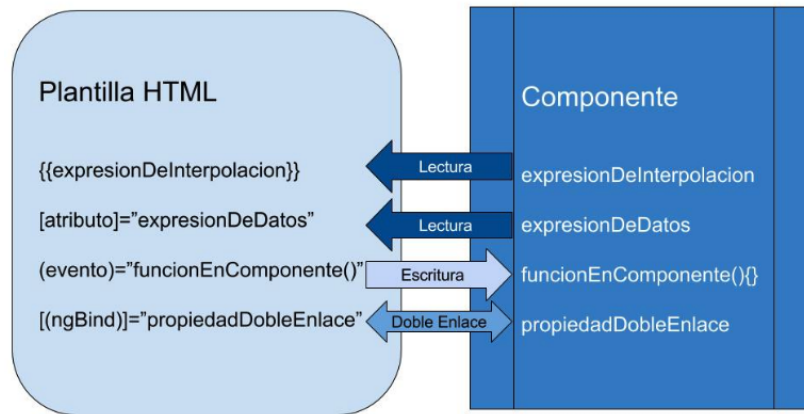 Plantilla HTML
Componente
{{expresionDeInterpolacion}}
Lectura
expresionDeInterpolacion
[atributo]=”expresionDeDatos”
Lectura
expresionDeDatos
(evento)=”funcionEnComponente()”
Escritura
funcionEnComponente(){}
[(ngBind)]=”propiedadDobleEnlace”
Doble Enlace
propiedadDobleEnlace